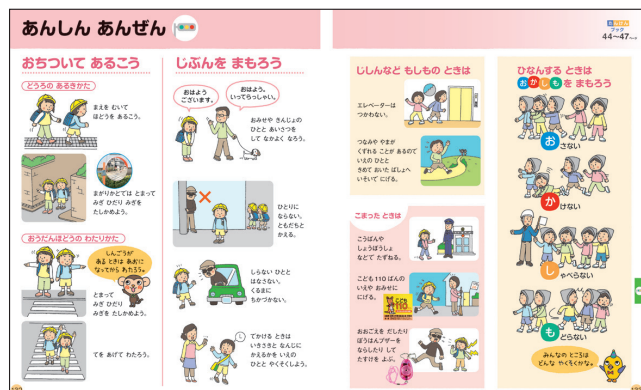 あんしん あんぜん
おちついて あるこう
どうろの あるきかた
まえを むいて
ほどうを あるこう。
まがりかどでは とまって
みぎ ひだり みぎを
たしかめよう。
おうだんほどうの わたりかた
しんごうが
ある ときは あおに
なってから わたろう。
とまって
みぎ ひだり
みぎを たしかめよう。
てを あげて わたろう。
じぶんを まもろう
おはよう
ございます。
おはよう。
いってらっしゃい。
おみせや きんじょの
ひとと あいさつを
して なかよく なろう。
ひとりに
ならない。
ともだちと
かえる。
しらない ひとと
はなさない。
くるまに
ちかづかない。
でかける ときは
いきさきと なんじに
かえるかを いえの
ひとと やくそくしよう。
ブック
44〜47
じしんなど もしもの ときは
エレベーターは
つかわない。
つなみや やまが
くずれる ことが あるので
いえの ひとと
きめて おいた ばしょへ
いそいで にげる。
こまった ときは
こうばんや
しょうぼうしょ
などで たずねる。
こども110ばんの
いえや おみせに
にげる。
おおごえを だしたり
ぼうはんブザーを
ならしたり して
たすけを よぶ。
ひなんする ときは
おかしもを まもろう
おさない
かけない
しゃべらない
もどらない
みんなの ところは
どんな やくそくかな。